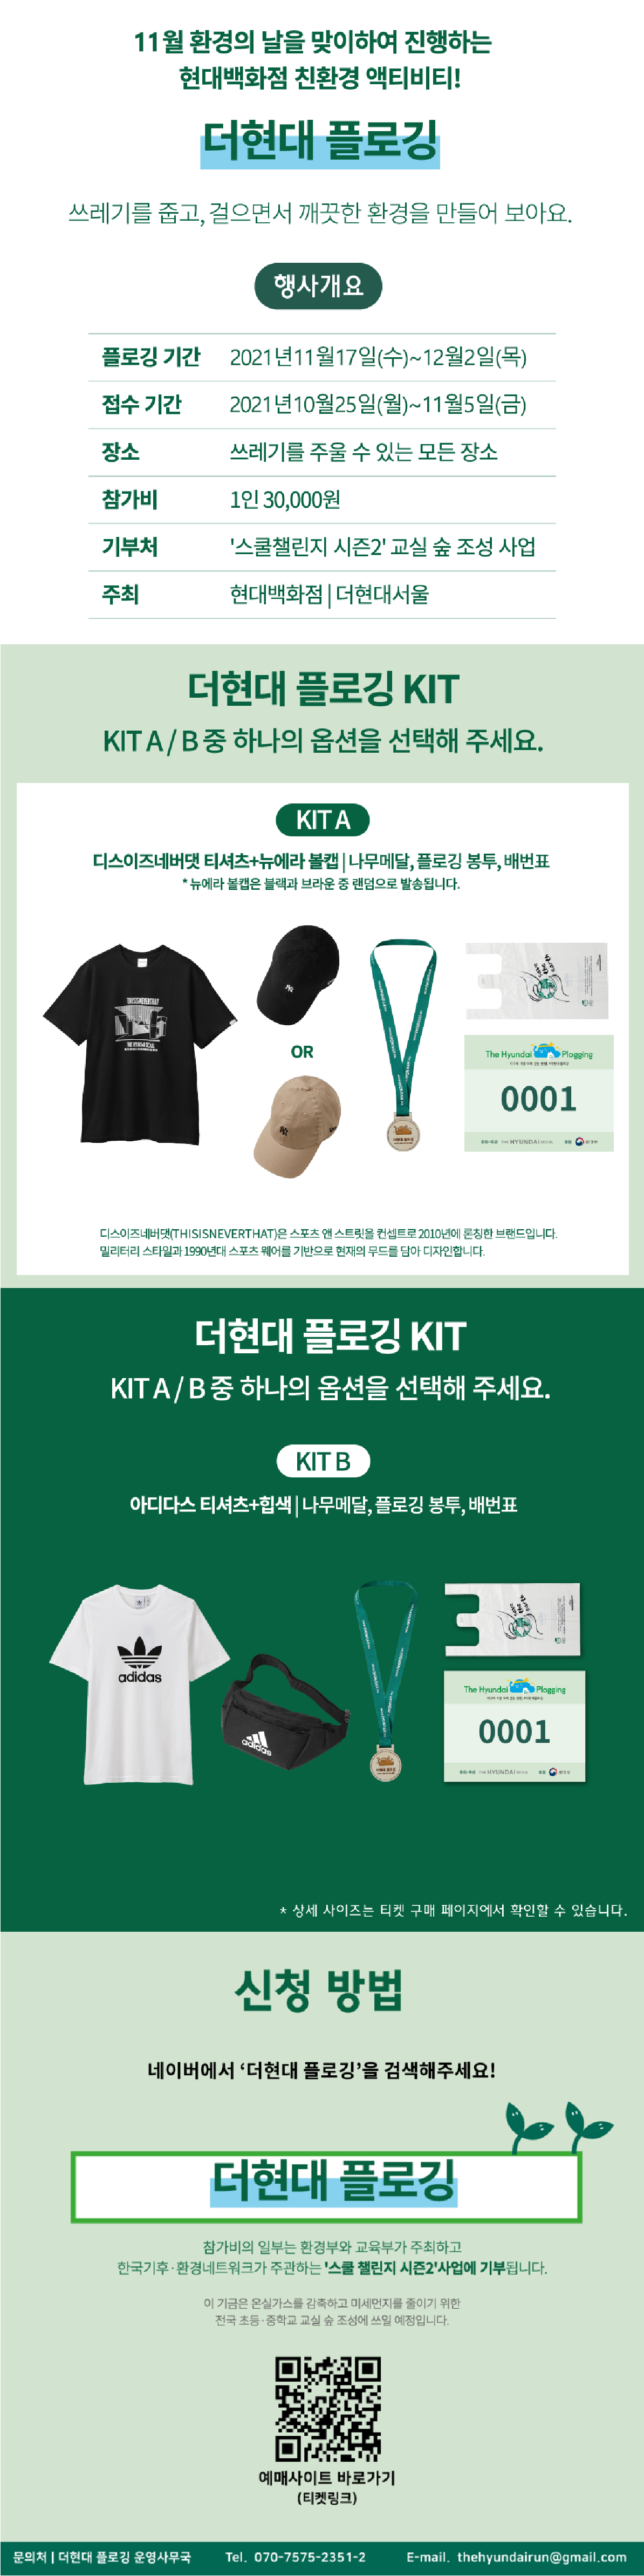 11월 환경의 날을 맞이하여 진행하는
현대백화점 친환경 액티비티!
더현대 플로깅
쓰레기를 줍고, 걸으면서 깨끗한 환경을 만들어 보아요.
행사개요
플로깅 기간 2021년11월17일(수)~12월2일(목)
접수 기간 2021년10월25일(월)~11월5일(금)
장소 쓰레기를 주울 수 있는 모든 장소
참가비 1인 30,000원
기부처 '스쿨챌린지 시즌2' 교실 숲 조성 사업
주최 현대백화점 | 더현대서울
더현대 플로깅 KIT
KIT A / B 중 하나의 옵션을 선택해 주세요.
KIT A
디스이즈네버댓 티셔츠+뉴에라 볼캡 | 나무메달, 플로깅 봉투, 배번표
* 뉴에라 볼캡은 블랙과 브라운 중 랜덤으로 발송됩니다.
OR
The Hyundai Plogging
0001
디스이즈네버댓(THISISNEVERTHAT)은 스포츠 앤 스트릿을 컨셉트로 2010년에 론칭한 브랜드입니다.
밀리터리 스타일과 1990년대 스포츠 웨어를 기반으로 현재의 무드를 담아 디자인합니다.
더현대 플로깅 KIT
KIT A / B 중 하나의 옵션을 선택해 주세요.
KIT B
아디다스 티셔츠+힙색 | 나무메달, 플로깅 봉투, 배번표
adidas
adidas
The Hyundai Plogging
0001
* 상세 사이즈는 티켓 구매 페이지에서 확인할 수 있습니다.
신청 방법
네이버에서 ‘더현대 플로깅’을 검색해주세요!
더현대 플로깅
참가비의 일부는 환경부와 교육부가 주최하고
한국기후·환경네트워크가 주관하는 '스쿨 챌린지 시즌2'사업에 기부됩니다.
이 기금은 온실가스를 감축하고 미세먼지를 줄이기 위한
전국 초등·중학교 교실 숲 조성에 쓰일 예정입니다.
예매사이트 바로가기
(티켓링크)
문의처 | 더현대 플로깅 운영사무국 Tel. 070-7575-2351-2 E-mail. thehyundairun@gmail.com